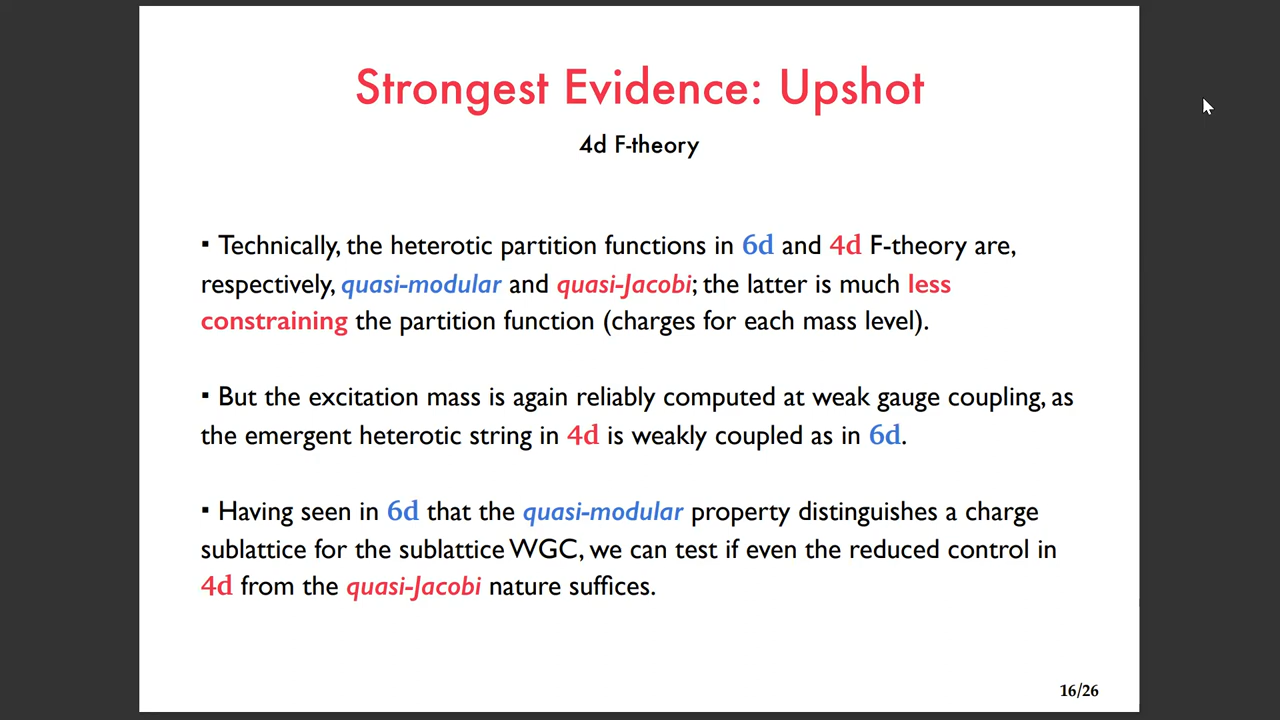 Strongest Evidence: Upshot
4d F-theory
▪ Technically, the heterotic partition functions in 6d and 4d F-theory are,
respectively, quasi-modular and quasi-Jacobi; the latter is much less
constraining the partition function (charges for each mass level).
▪ But the excitation mass is again reliably computed at weak gauge coupling, as
the emergent heterotic string in 4d is weakly coupled as in 6d.
▪ Having seen in 6d that the quasi-modular property distinguishes a charge
sublattice for the sublattice WGC, we can test if even the reduced control in
4d from the quasi-Jacobi nature suffices.
16/26